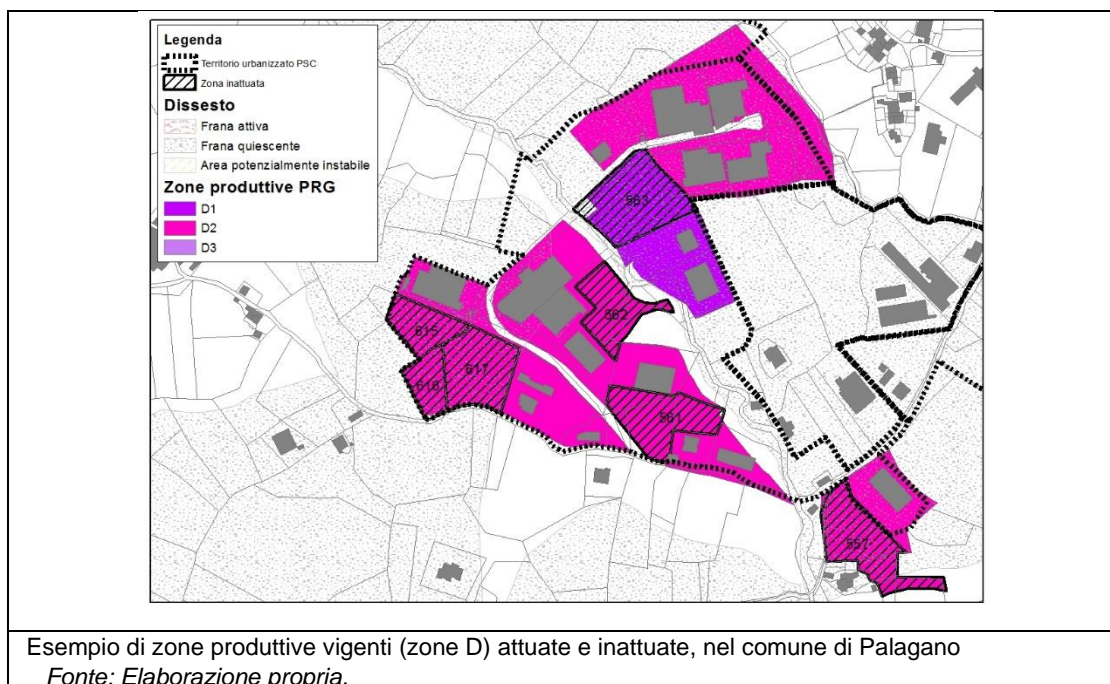 Legenda
Territorio urbanizzato PSC
Zona inattuata
Dissesto
Frana attiva
Frana quiescente
Area potenzialmente instabile
Zone produttive PRG
D1
D2
D3
563
562
615
617
616
561
557
Esempio di zone produttive vigenti (zone D) attuate e inattuate, nel comune di Palagano
Fonte: Elaborazione propria.